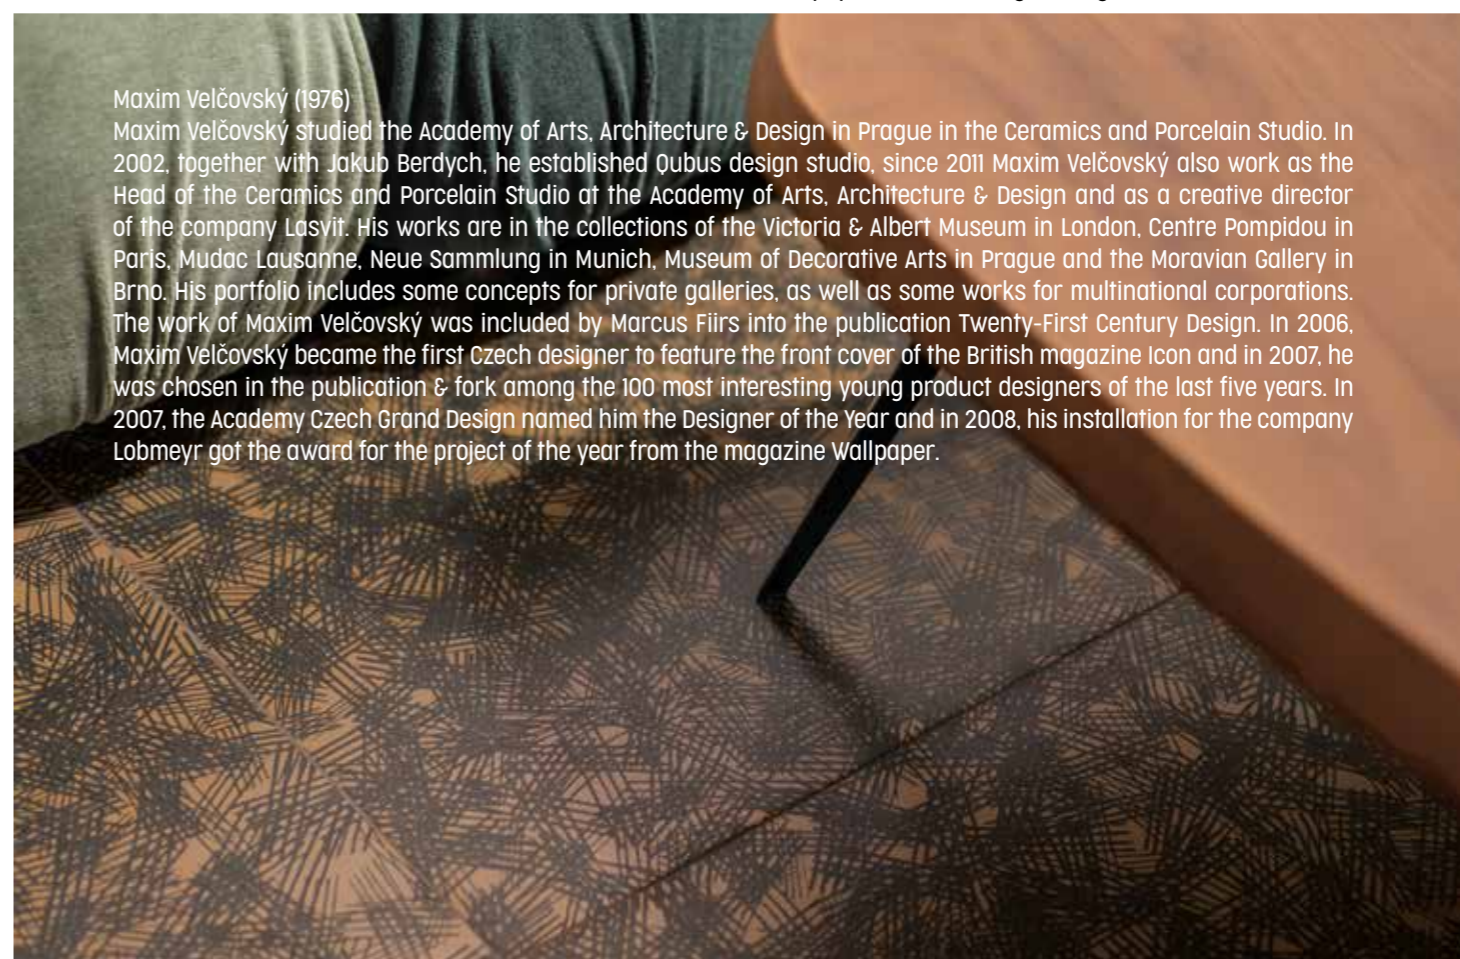 Maxim Velčovský (1976)
Maxim Velčovský studied the Academy of Arts, Architecture & Design in Prague in the Ceramics and Porcelain Studio. In
2002, together with Jakub Berdych, he established Qubus design studio, since 2011 Maxim Velčovský also work as the
Head of the Ceramics and Porcelain Studio at the Academy of Arts, Architecture & Design and as a creative director
of the company Lasvit. His works are in the collections of the Victoria & Albert Museum in London, Centre Pompidou in
Paris, Mudac Lausanne, Neue Sammlung in Munich, Museum of Decorative Arts in Prague and the Moravian Gallery in
Brno. His portfolio includes some concepts for private galleries, as well as some works for multinational corporations.
The work of Maxim Velčovský was included by Marcus Fiirs into the publication Twenty-First Century Design. In 2006,
Maxim Velčovský became the first Czech designer to feature the front cover of the British magazine Icon and in 2007, he
was chosen in the publication & fork among the 100 most interesting young product designers of the last five years. In
2007, the Academy Czech Grand Design named him the Designer of the Year and in 2008, his installation for the company
Lobmeyr got the award for the project of the year from the magazine Wallpaper.